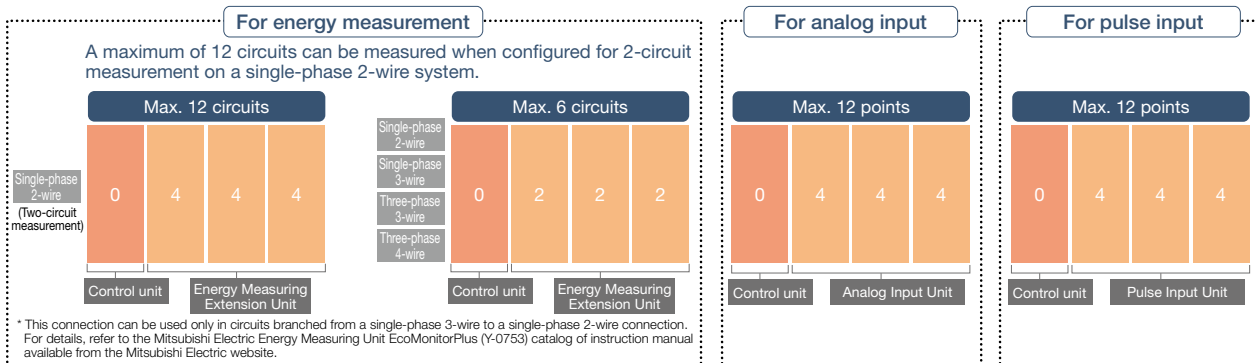 For energy measurement
A maximum of 12 circuits can be measured when configured for 2-circuit
measurement on a single-phase 2-wire system.
Max. 12 circuits
Single-phase
2-wire
(Two-circuit
measurement)
0
4
4
4
Control unit
Energy Measuring
Extension Unit
Max. 6 circuits
Single-phase
2-wire
Single-phase
3-wire
Three-phase
3-wire
Three-phase
4-wire
0
2
2
2
Control unit
Energy Measuring
Extension Unit
* This connection can be used only in circuits branched from a single-phase 3-wire to a single-phase 2-wire connection.
For details, refer to the Mitsubishi Electric Energy Measuring Unit EcoMonitorPlus (Y-0753) catalog of instruction manual
available from the Mitsubishi Electric website.
For analog input
Max. 12 points
0
4
4
4
Control unit
Analog Input Unit
For pulse input
Max. 12 points
0
4
4
4
Control unit
Pulse Input Unit